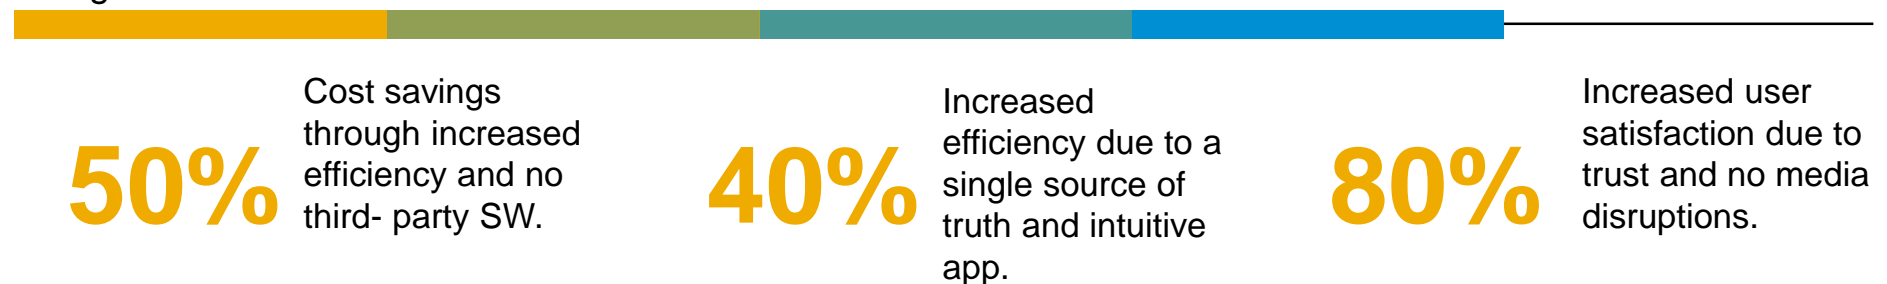 50%
Cost savings
through increased
efficiency and no
third- party SW.
40%
Increased
efficiency due to a
single source of
truth and intuitive
app.
80%
Increased user
satisfaction due to
trust and no media
disruptions.